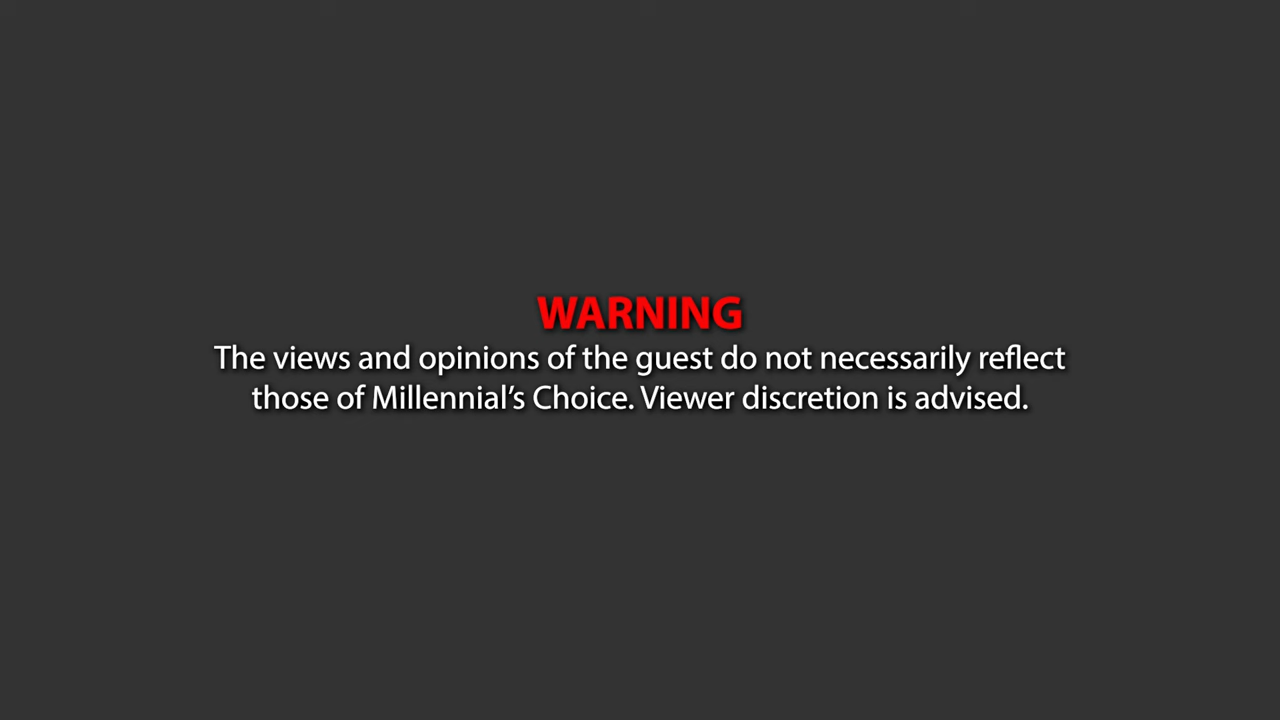 WARNING
The views and opinions of the guest do not necessarily reflect
those of Millennial’s Choice. Viewer discretion is advised.